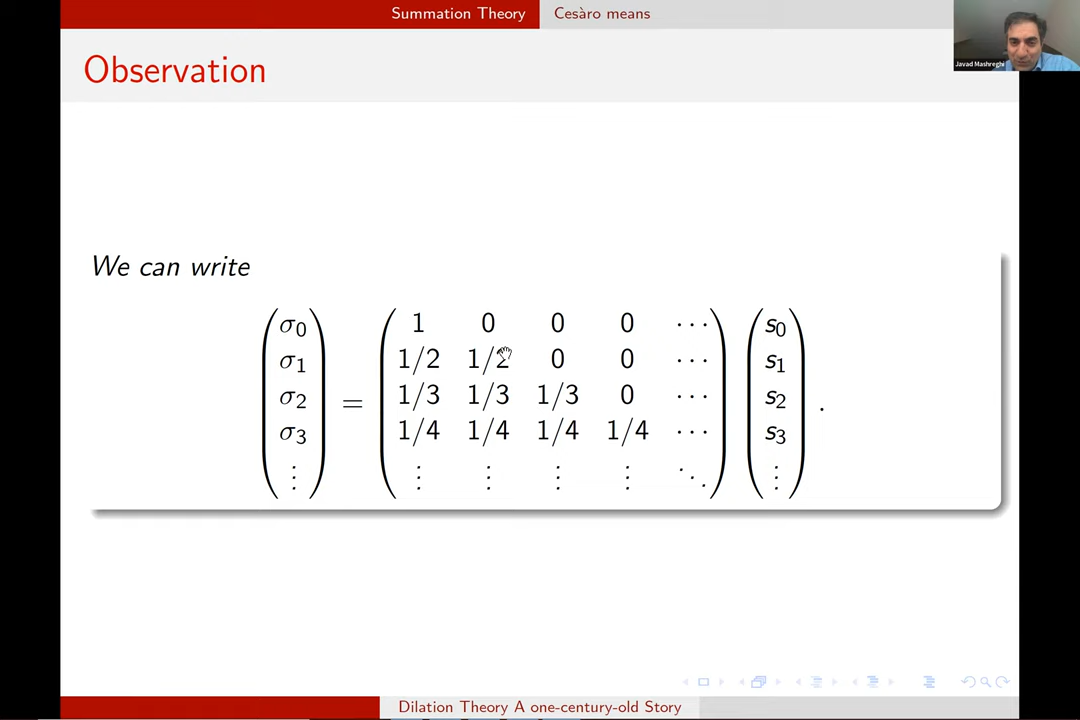 Summation Theory Cesàro means
Javad Mashreghi
Observation
We can write
σ0 1 0 0 0 ⋯ s0
σ1 1/2 1/2 0 0 ⋯ s1
σ2 = 1/3 1/3 1/3 0 ⋯ s2 .
σ3 1/4 1/4 1/4 1/4 ⋯ s3
⋮ ⋮ ⋮ ⋮ ⋮ ⋱ ⋮
Dilation Theory A one-century-old Story